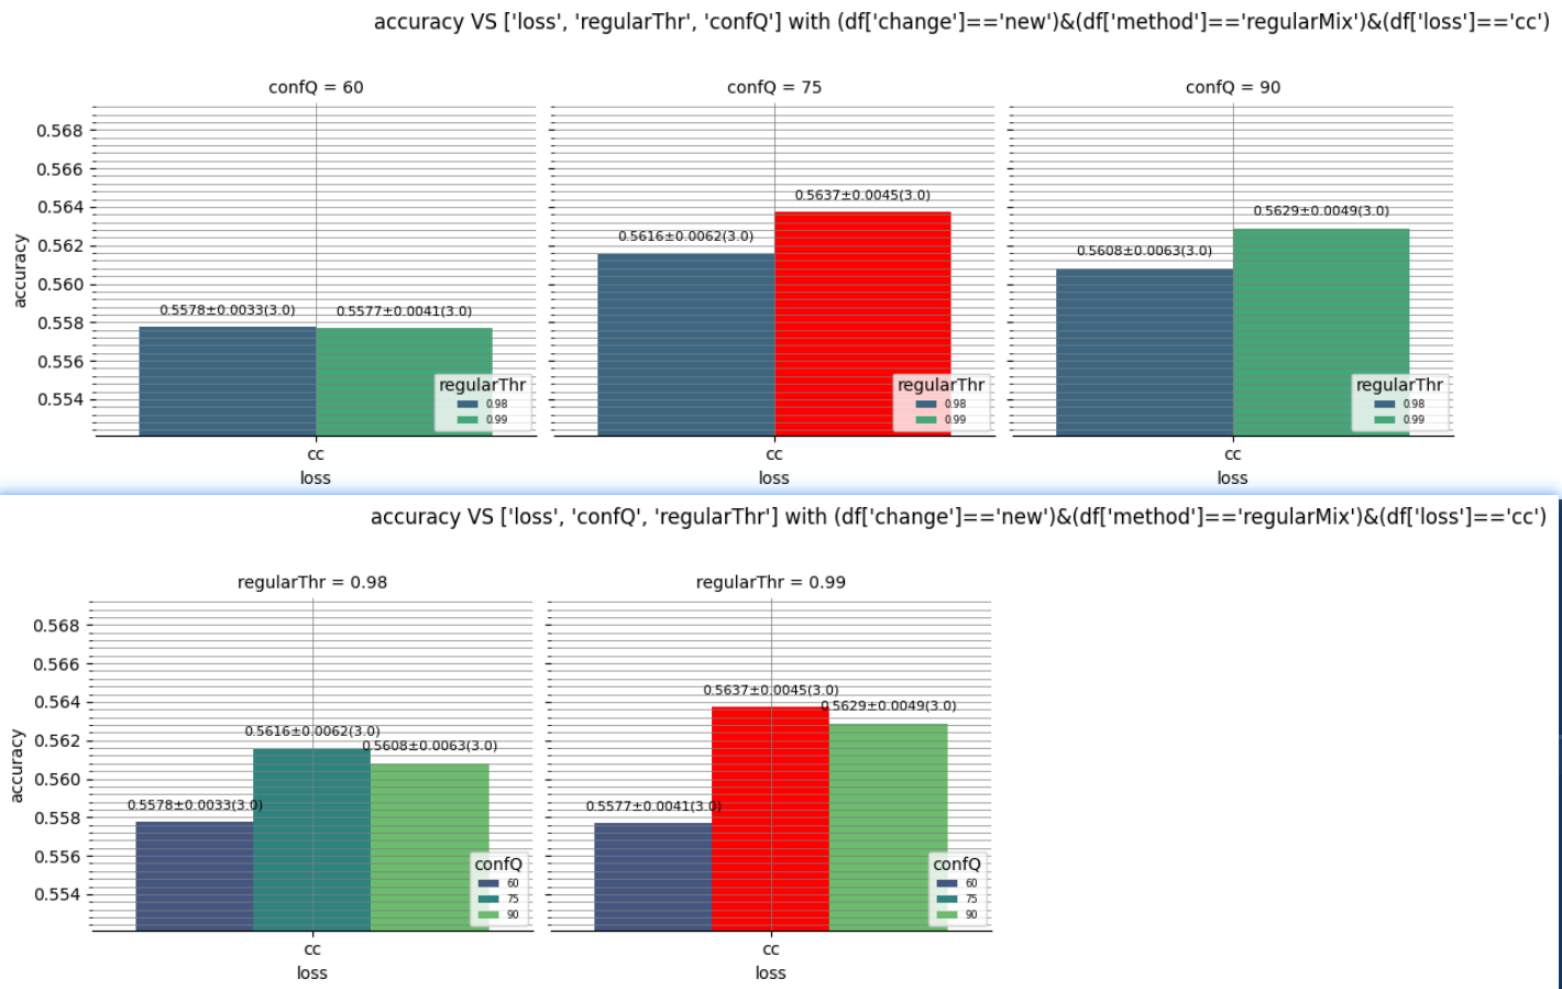 accuracy VS ['loss', 'regularThr', 'confQ'] with (df['change']=='new')&(df['method']=='regularMix')&(df['loss']=='cc')
confQ = 60
confQ = 75
confQ = 90
accuracy
0.568
0.566
0.564
0.562
0.560
0.558
0.556
0.554
0.5578±0.0033(3.0)
0.5577±0.0041(3.0)
0.5616±0.0062(3.0)
0.5637±0.0045(3.0)
0.5608±0.0063(3.0)
0.5629±0.0049(3.0)
regularThr
0.98
0.99
regularThr
0.98
0.99
regularThr
0.98
0.99
cc
cc
cc
loss
loss
loss
accuracy VS ['loss', 'confQ', 'regularThr'] with (df['change']=='new')&(df['method']=='regularMix')&(df['loss']=='cc')
regularThr = 0.98
regularThr = 0.99
accuracy
0.568
0.566
0.564
0.562
0.560
0.558
0.556
0.554
0.5578±0.0033(3.0)
0.5616±0.0062(3.0)
0.5608±0.0063(3.0)
0.5577±0.0041(3.0)
0.5637±0.0045(3.0)
0.5629±0.0049(3.0)
confQ
60
75
90
confQ
60
75
90
cc
cc
loss
loss